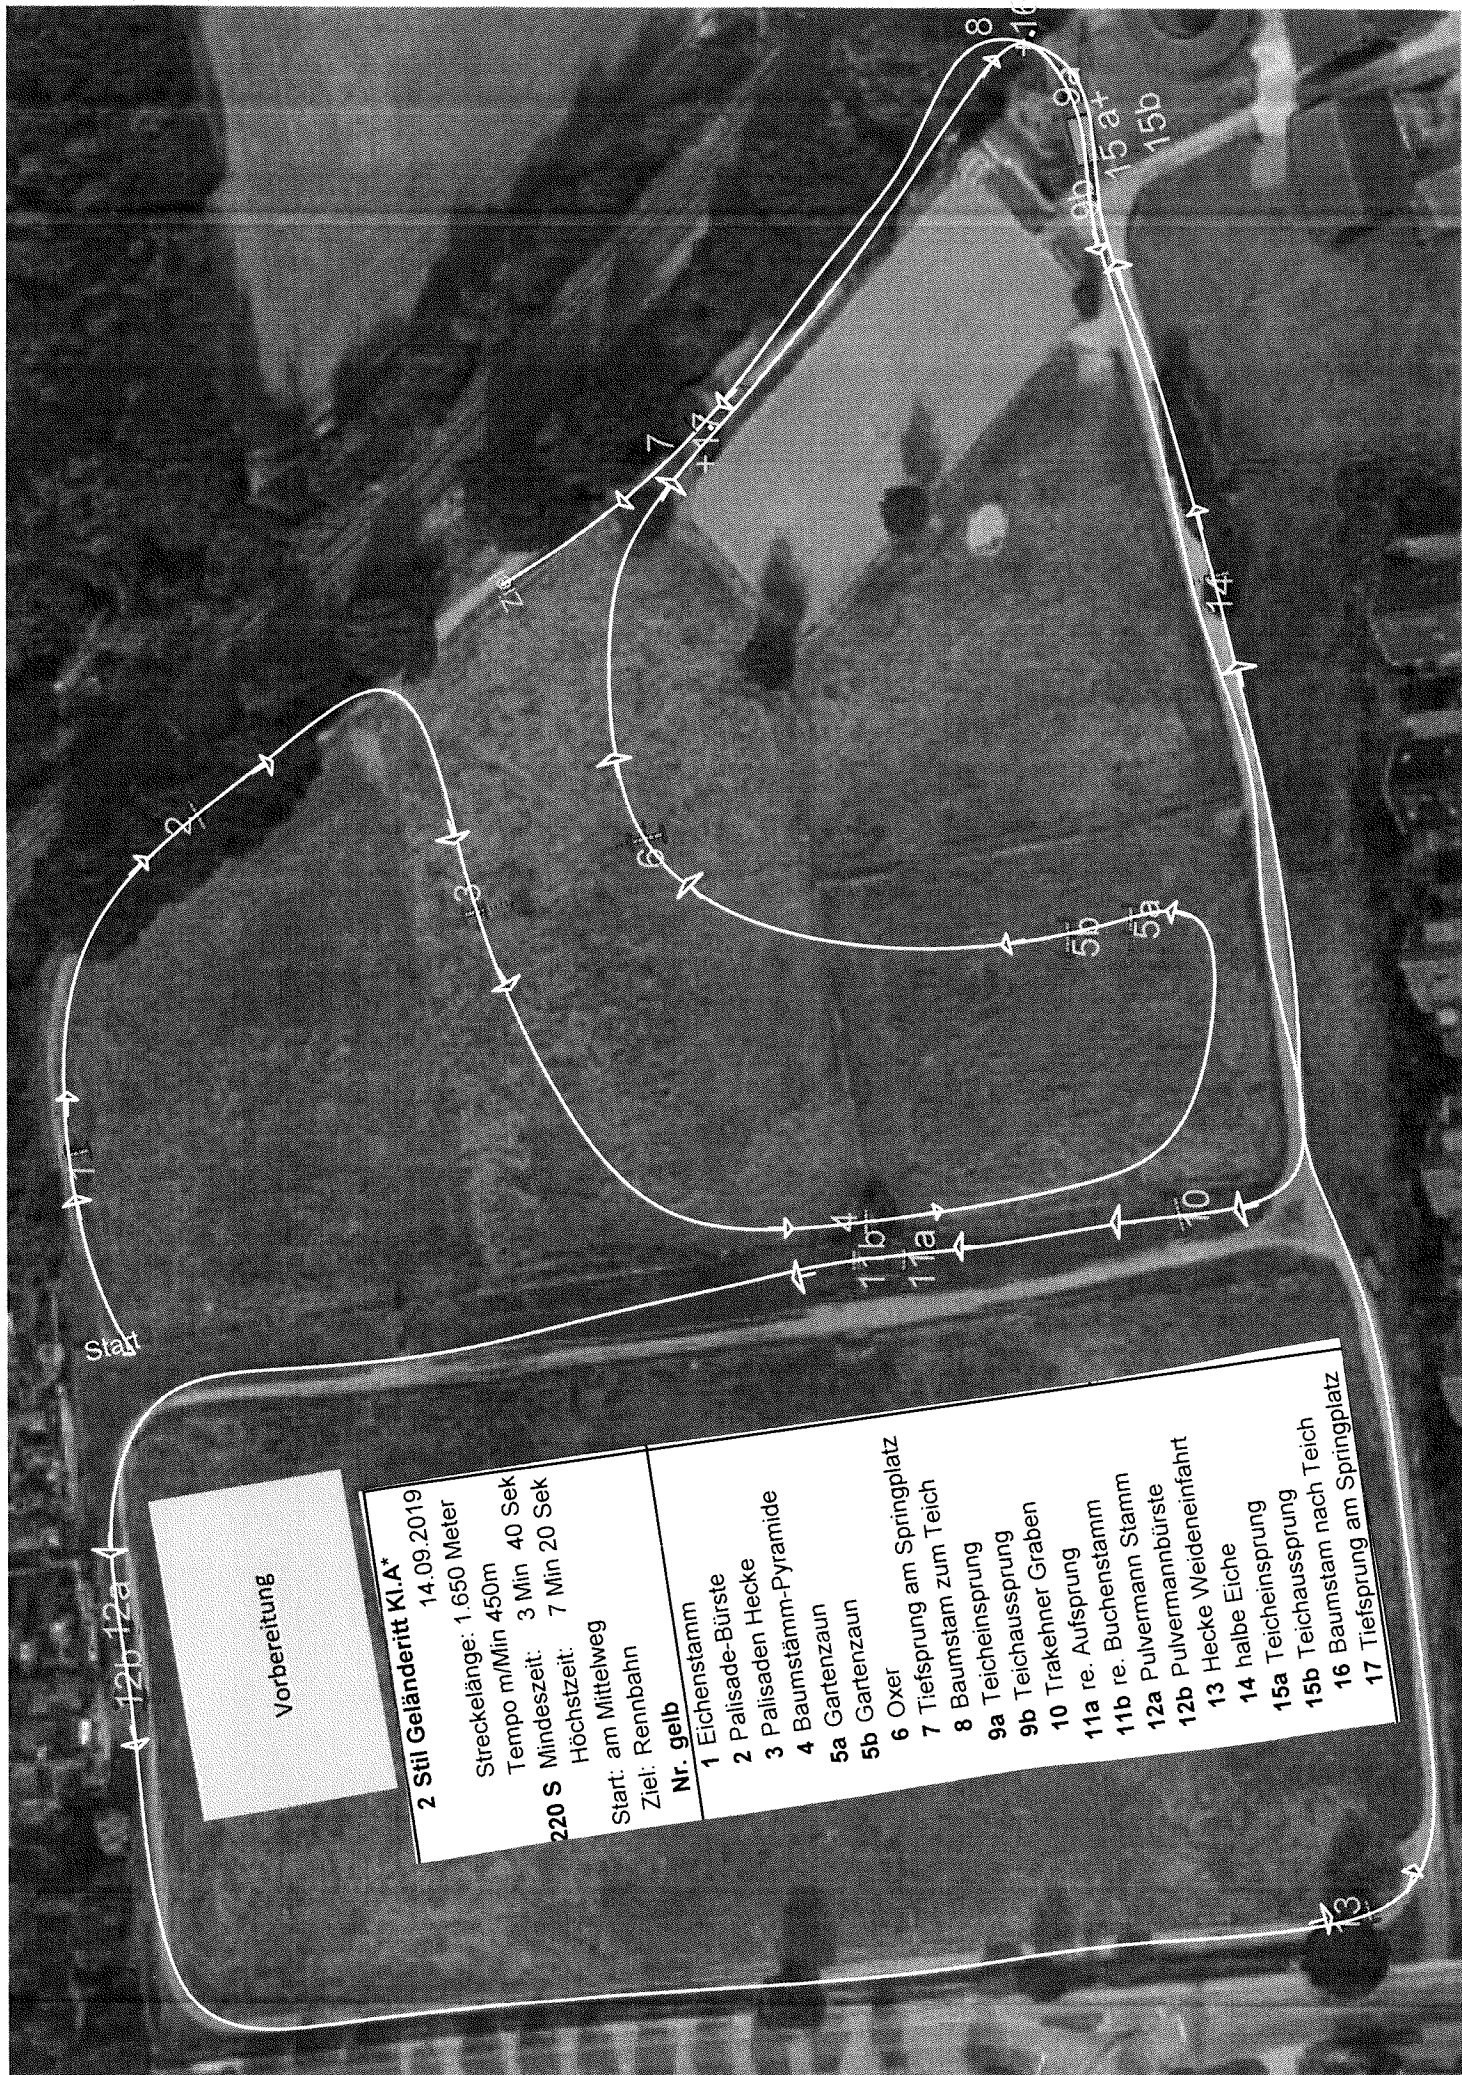 Vorbereitung
2 Stil Geländeritt Kl.A*
14.09.2019
Streckelänge: 1.650 Meter
Tempo m/Min 450m
220 S Mindeszeit: 3 Min 40 Sek
Höchstzeit: 7 Min 20 Sek
Start: am Mittelweg
Ziel: Rennbahn
Nr. gelb
1 Eichenstamm
2 Palisade-Bürste
3 Palisaden Hecke
4 Baumstämm-Pyramide
5a Gartenzaun
5b Gartenzaun
6 Oxer
7 Tiefsprung am Springplatz
8 Baumstam zum Teich
9a Teicheinsprung
9b Teichaussprung
10 Trakehner Graben
11a re. Aufsprung
11b re. Buchenstamm
12a Pulvermann Stamm
12b Pulvermannbürste
13 Hecke Weideneinfahrt
14 halbe Eiche
15a Teicheinsprung
15b Teichaussprung
16 Baumstam nach Teich
17 Tiefsprung am Springplatz
Start
1
2
3
4
5a
5b
6
7
8
+.16
9a
9b
10
11a
11b
12a
12b
13
14
15 a+
15b
+17
Ziel